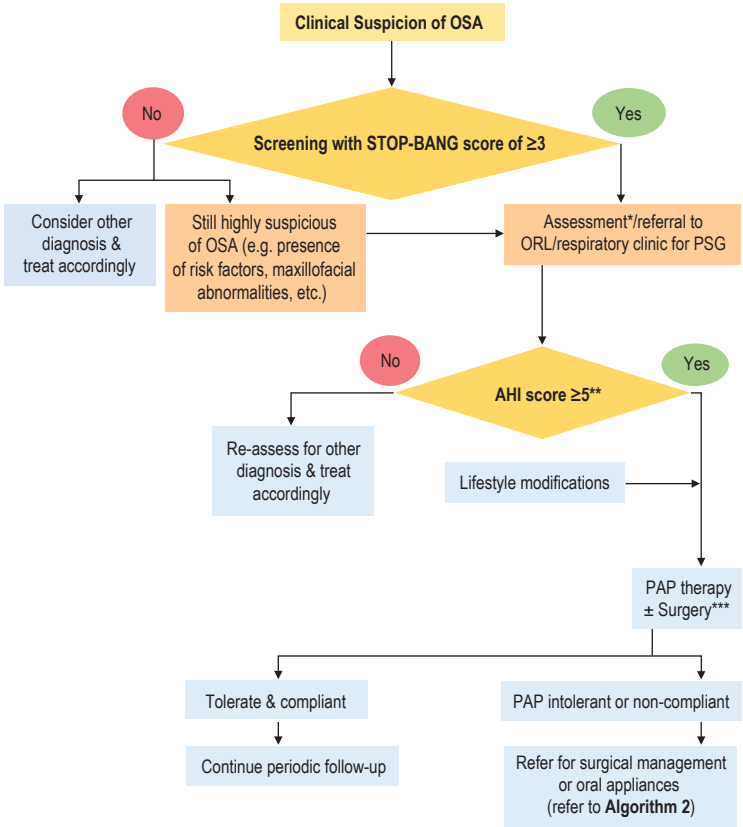 Clinical Suspicion of OSA
No
Yes
Screening with STOP-BANG score of ≥3
Consider other
diagnosis &
treat accordingly
Still highly suspicious
of OSA (e.g. presence
of risk factors, maxillofacial
abnormalities, etc.)
Assessment*/referral to
ORL/respiratory clinic for PSG
No
Yes
AHI score ≥5**
Re-assess for other
diagnosis & treat
accordingly
Lifestyle modifications
PAP therapy
± Surgery***
Tolerate & compliant
PAP intolerant or non-compliant
Continue periodic follow-up
Refer for surgical management
or oral appliances
(refer to Algorithm 2)